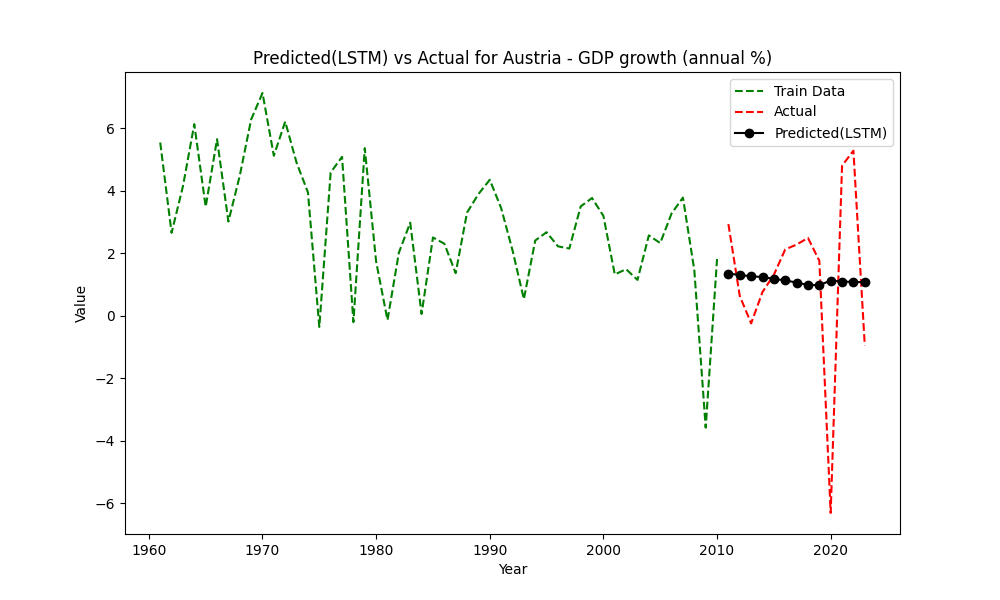 Predicted(LSTM) vs Actual for Austria - GDP growth (annual %)
Train Data
Actual
Predicted(LSTM)
Value
6
4
2
0
−2
−4
−6
1960 1970 1980 1990 2000 2010 2020
Year